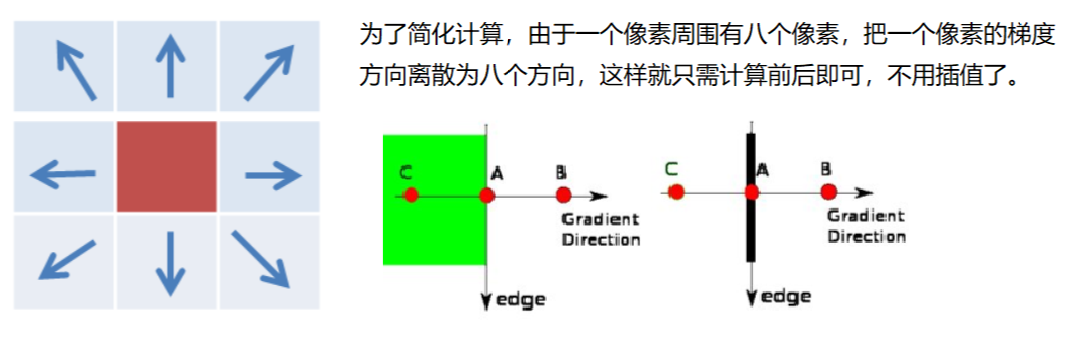 为了简化计算，由于一个像素周围有八个像素，把一个像素的梯度
方向离散为八个方向，这样就只需计算前后即可，不用插值了。
C A B
Gradient
Direction
edge
C A B
Gradient
Direction
edge